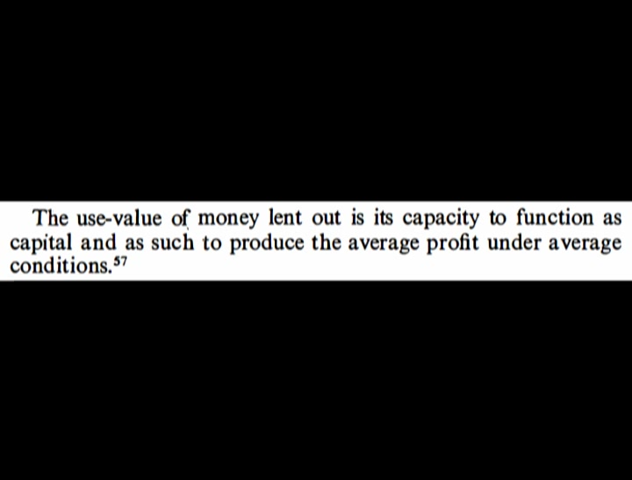 The use-value of money lent out is its capacity to function as
capital and as such to produce the average profit under average
conditions.⁵⁷